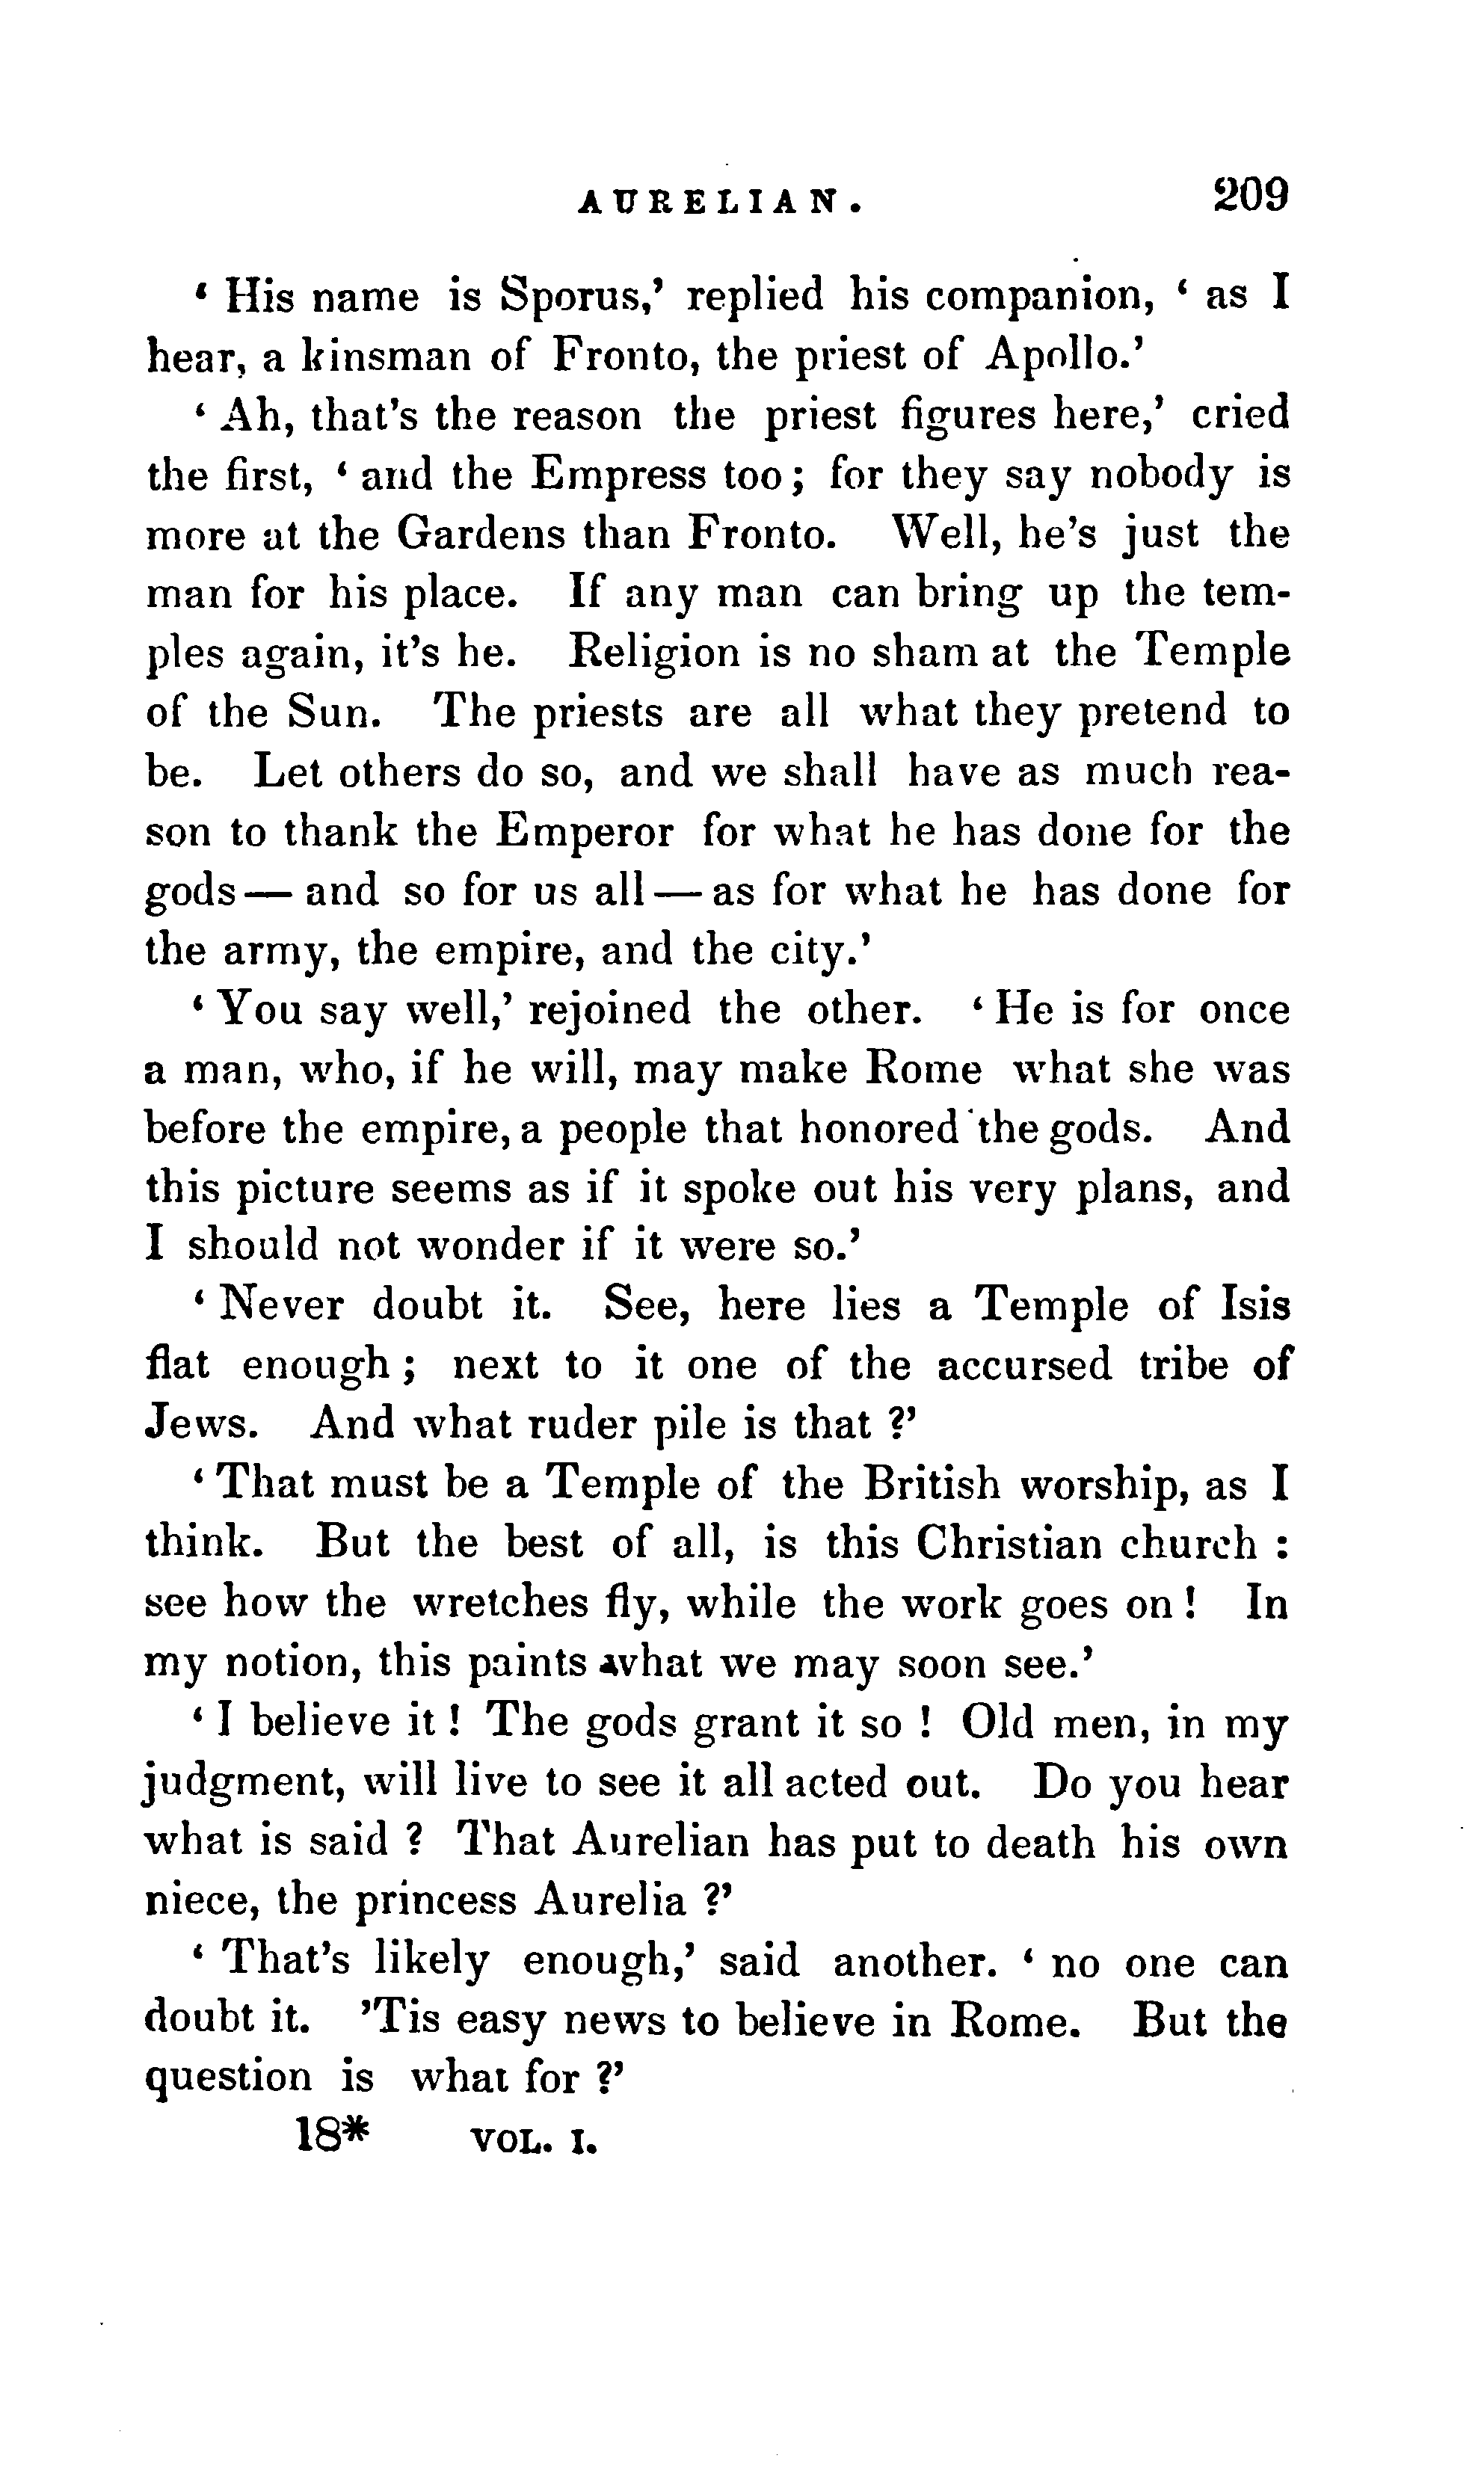 AURELIAN. 209
‘ His name is Sporus,’ replied his companion, ‘ as I
hear, a kinsman of Fronto, the priest of Apollo.’
‘ Ah, that’s the reason the priest figures here,’ cried
the first, ‘ and the Empress too ; for they say nobody is
more at the Gardens than Fronto. Well, he’s just the
man for his place. If any man can bring up the tem-
ples again, it’s he. Religion is no sham at the Temple
of the Sun. The priests are all what they pretend to
be. Let others do so, and we shall have as much rea-
son to thank the Emperor for what he has done for the
gods — and so for us all — as for what he has done for
the army, the empire, and the city.’
‘ You say well,’ rejoined the other. ‘ He is for once
a man, who, if he will, may make Rome what she was
before the empire, a people that honored the gods. And
this picture seems as if it spoke out his very plans, and
I should not wonder if it were so.’
‘ Never doubt it. See, here lies a Temple of Isis
flat enough ; next to it one of the accursed tribe of
Jews. And what ruder pile is that ?’
‘ That must be a Temple of the British worship, as I
think. But the best of all, is this Christian church :
see how the wretches fly, while the work goes on ! In
my notion, this paints what we may soon see.’
‘ I believe it ! The gods grant it so ! Old men, in my
judgment, will live to see it all acted out. Do you hear
what is said ? That Aurelian has put to death his own
niece, the princess Aurelia ?’
‘ That’s likely enough,’ said another. ‘ no one can
doubt it. ’Tis easy news to believe in Rome. But the
question is what for ?’
18* VOL. I.